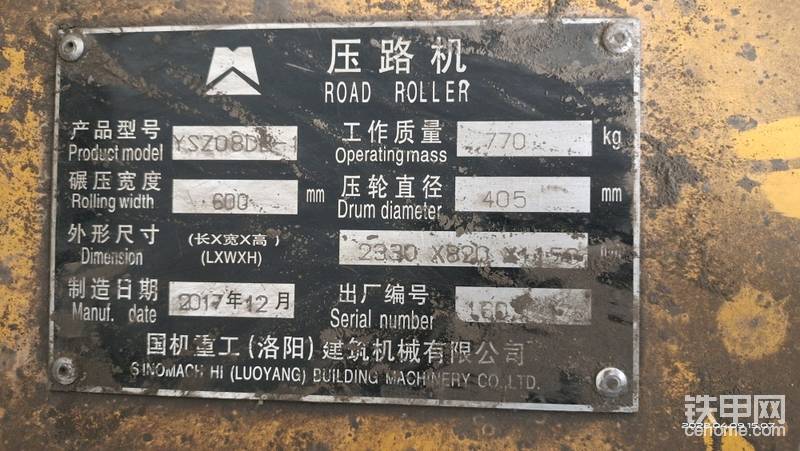 压路机
ROAD ROLLER
产品型号 工作质量 770 kg
Product model Operating mass
碾压宽度 600 mm 压轮直径 405 mm
Rolling width Drum diameter
外形尺寸 (长X宽X高) 2330 X820
Dimension (LXWXH)
制造日期 2017年12月 出厂编号
Manuf. date Serial number
国机重工(洛阳)建筑机械有限公司
SINOMACH HI (LUOYANG) BUILDING MACHINERY CO.,LTD.
铁甲网
cehome.com